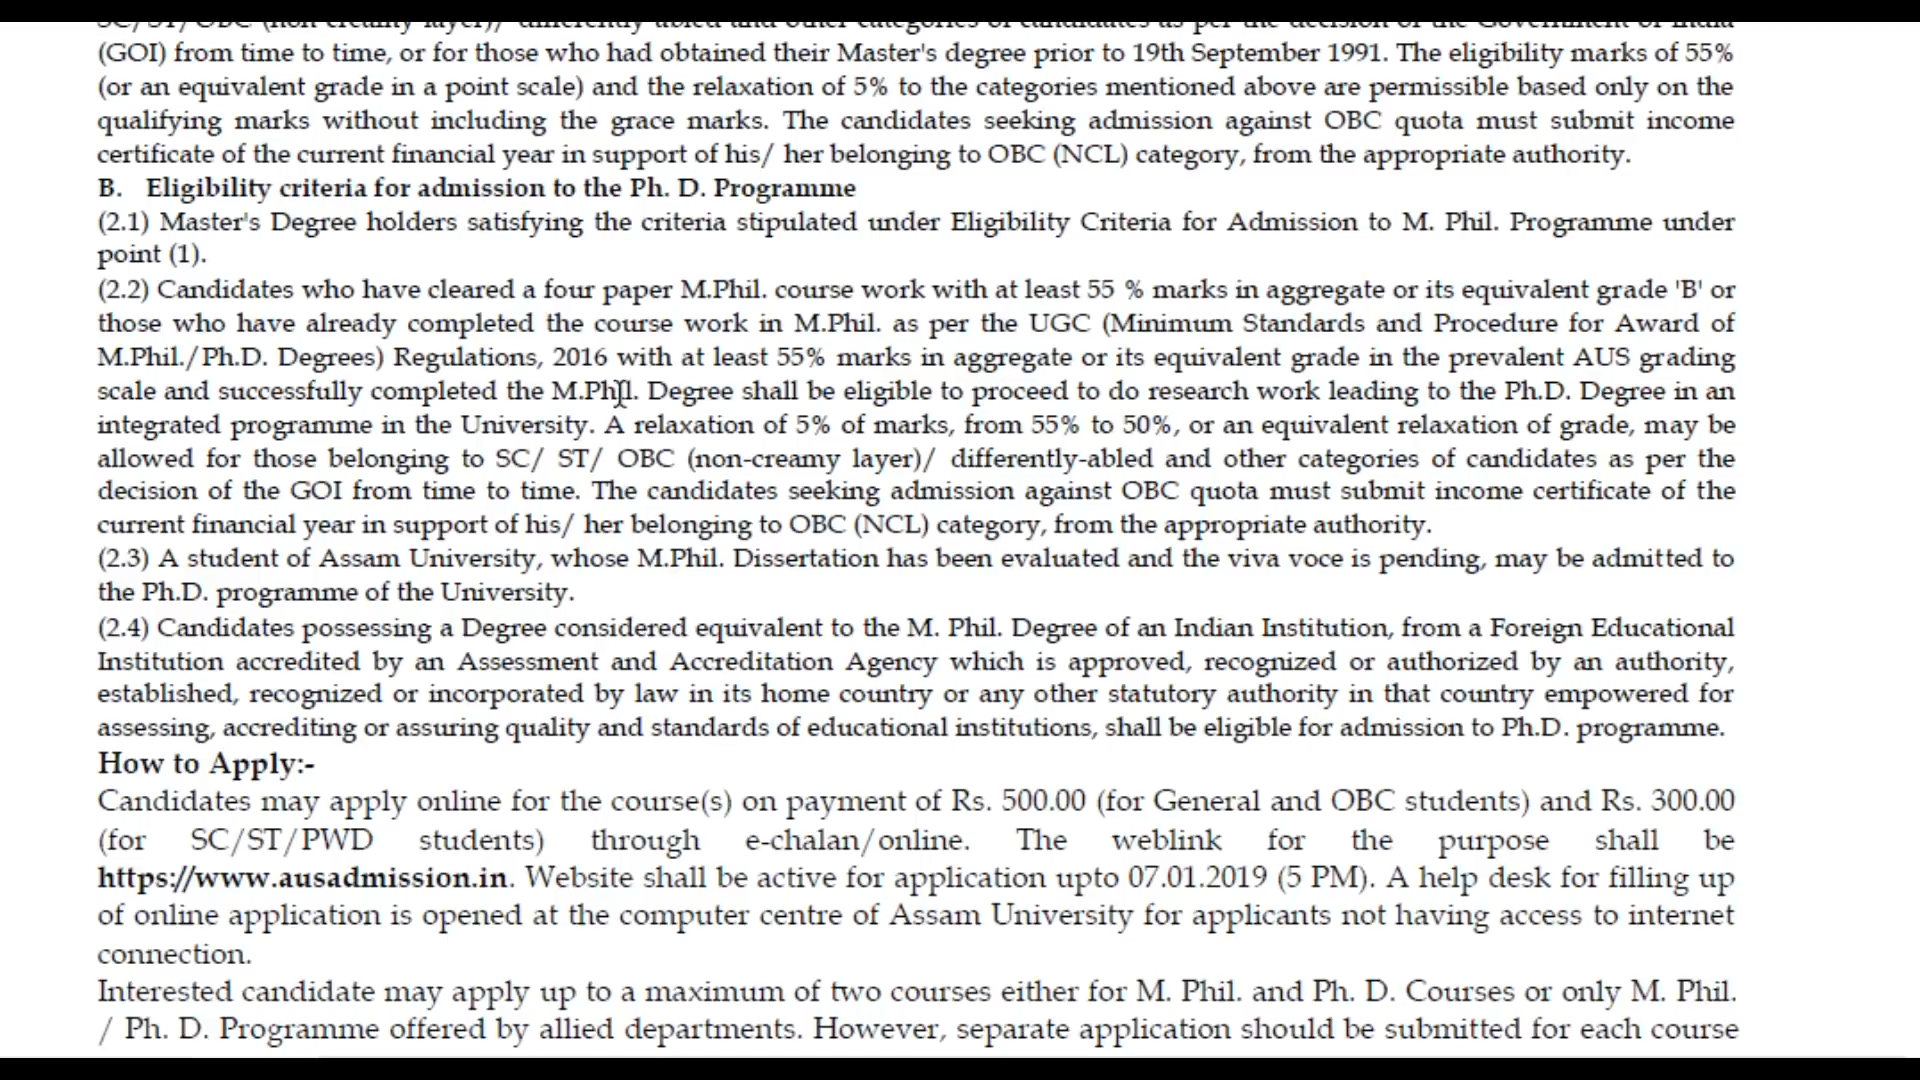 SC/ST/OBC (non-creamy layer)/ differently-abled and other categories of candidates as per the decision of the Government of India
(GOI) from time to time, or for those who had obtained their Master's degree prior to 19th September 1991. The eligibility marks of 55%
(or an equivalent grade in a point scale) and the relaxation of 5% to the categories mentioned above are permissible based only on the
qualifying marks without including the grace marks. The candidates seeking admission against OBC quota must submit income
certificate of the current financial year in support of his/ her belonging to OBC (NCL) category, from the appropriate authority.
B. Eligibility criteria for admission to the Ph. D. Programme
(2.1) Master's Degree holders satisfying the criteria stipulated under Eligibility Criteria for Admission to M. Phil. Programme under
point (1).
(2.2) Candidates who have cleared a four paper M.Phil. course work with at least 55 % marks in aggregate or its equivalent grade 'B' or
those who have already completed the course work in M.Phil. as per the UGC (Minimum Standards and Procedure for Award of
M.Phil./Ph.D. Degrees) Regulations, 2016 with at least 55% marks in aggregate or its equivalent grade in the prevalent AUS grading
scale and successfully completed the M.Phil. Degree shall be eligible to proceed to do research work leading to the Ph.D. Degree in an
integrated programme in the University. A relaxation of 5% of marks, from 55% to 50%, or an equivalent relaxation of grade, may be
allowed for those belonging to SC/ ST/ OBC (non-creamy layer)/ differently-abled and other categories of candidates as per the
decision of the GOI from time to time. The candidates seeking admission against OBC quota must submit income certificate of the
current financial year in support of his/ her belonging to OBC (NCL) category, from the appropriate authority.
(2.3) A student of Assam University, whose M.Phil. Dissertation has been evaluated and the viva voce is pending, may be admitted to
the Ph.D. programme of the University.
(2.4) Candidates possessing a Degree considered equivalent to the M. Phil. Degree of an Indian Institution, from a Foreign Educational
Institution accredited by an Assessment and Accreditation Agency which is approved, recognized or authorized by an authority,
established, recognized or incorporated by law in its home country or any other statutory authority in that country empowered for
assessing, accrediting or assuring quality and standards of educational institutions, shall be eligible for admission to Ph.D. programme.
How to Apply:-
Candidates may apply online for the course(s) on payment of Rs. 500.00 (for General and OBC students) and Rs. 300.00
(for SC/ST/PWD students) through e-chalan/online. The weblink for the purpose shall be
https://www.ausadmission.in. Website shall be active for application upto 07.01.2019 (5 PM). A help desk for filling up
of online application is opened at the computer centre of Assam University for applicants not having access to internet
connection.
Interested candidate may apply up to a maximum of two courses either for M. Phil. and Ph. D. Courses or only M. Phil.
/ Ph. D. Programme offered by allied departments. However, separate application should be submitted for each course